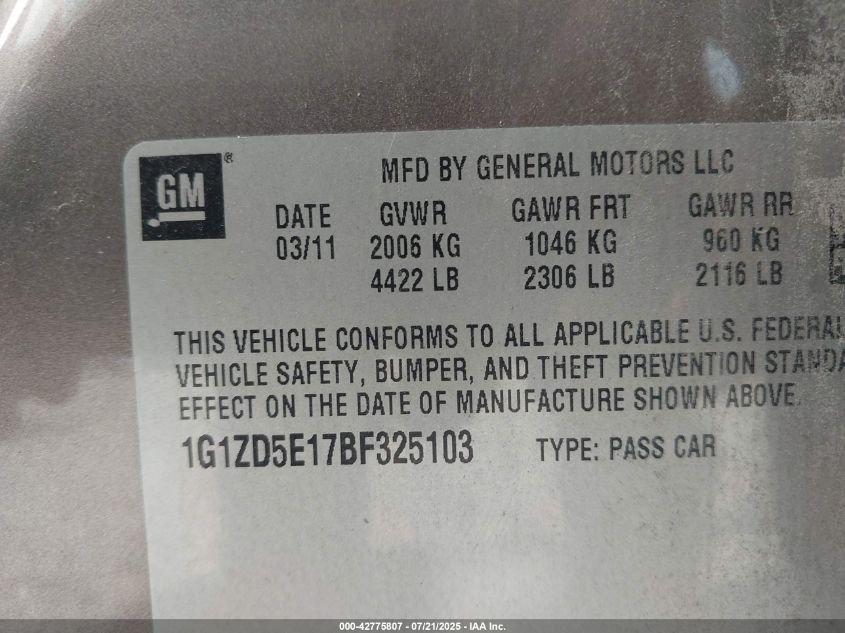 GM®
MFD BY GENERAL MOTORS LLC
DATE GVWR GAWR FRT GAWR RR
03/11 2006 KG 1046 KG 960 KG
4422 LB 2306 LB 2116 LB
THIS VEHICLE CONFORMS TO ALL APPLICABLE U.S. FEDERAL
VEHICLE SAFETY, BUMPER, AND THEFT PREVENTION STANDA
EFFECT ON THE DATE OF MANUFACTURE SHOWN ABOVE.
1G1ZD5E17BF325103 TYPE: PASS CAR
000-42775807 - 07/21/2025 - IAA Inc.